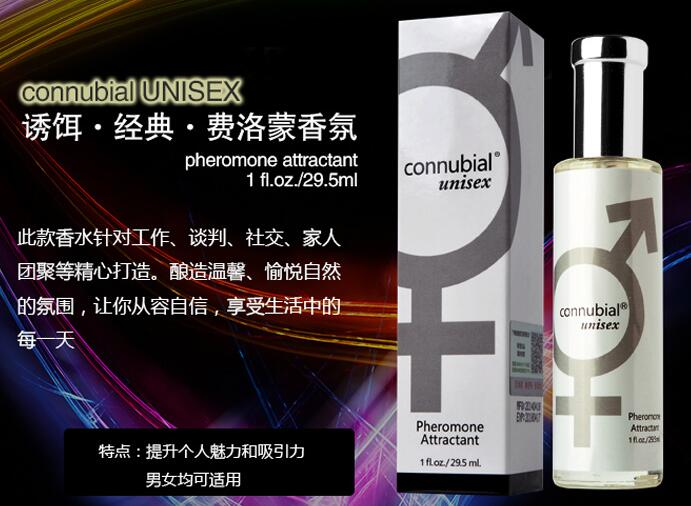 connubial UNISEX
诱饵·经典·费洛蒙香氛
pheromone attractant
1 fl.oz./29.5ml
此款香水针对工作、谈判、社交、家人
团聚等精心打造。酿造温馨、愉悦自然
的氛围，让你从容自信，享受生活中的
每一天
特点：提升个人魅力和吸引力
男女均可适用
connubial®
unisex
Pheromone
Attractant
1 fl.oz./29.5 ml.
connubial®
unisex
Pheromone
Attractant
1 fl.oz./29.5ml